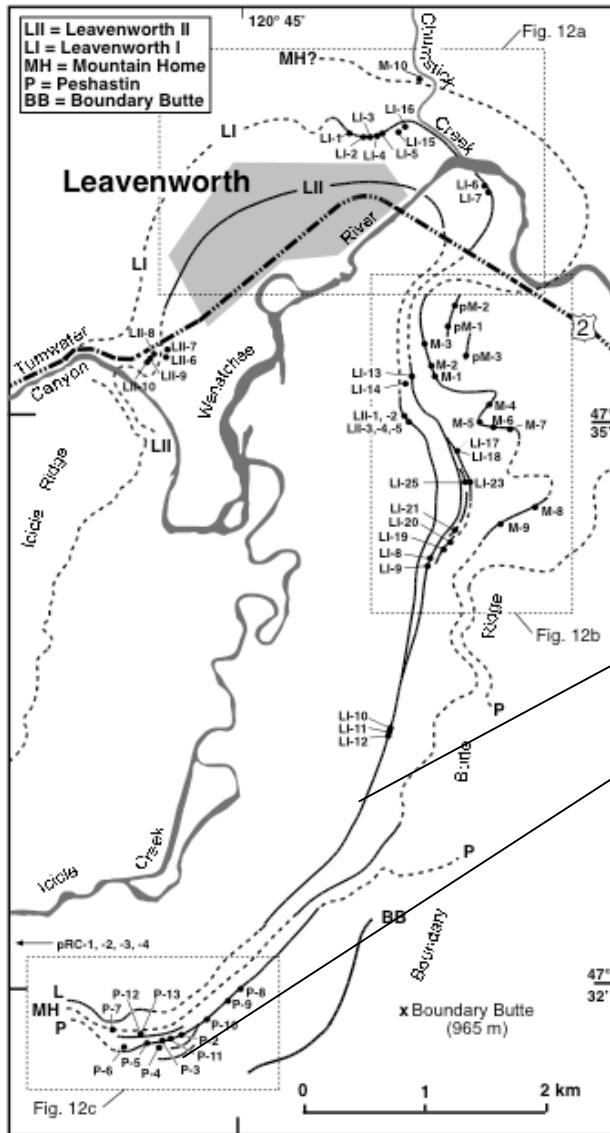 LII = Leavenworth II
LI = Leavenworth I
MH = Mountain Home
P = Peshastin
BB = Boundary Butte
120° 45'
Fig. 12a
MH?
M-10
Chumstick
Creek
LI
LI-1
LI-2
LI-3
LI-4
LI-5
LI-16
LI-15
Leavenworth
LII
LI-6
LI-7
River
LI
2
LII-8
LII-7
LII-6
LII-9
LII-10
Tumwater
Canyon
Wenatchee
pM-2
pM-1
pM-3
M-3
M-2
M-1
LI-13
LI-14
M-4
M-5
M-6
M-7
47°
35'
LII-1, -2
LII-3,-4,-5
LII
LI-17
LI-18
Icicle Ridge
LI-25
LI-23
LI-21
LI-20
LI-19
LI-8
LI-9
M-8
M-9
Ridge
Fig. 12b
P
LI-10
LI-11
LI-12
Butte
Icicle
Creek
P
BB
Boundary
pRC-1, -2, -3, -4
L
MH
P
P-7
P-12
P-13
P-8
P-9
P-10
P-2
P-11
P-3
P-4
P-5
P-6
47°
32'
x Boundary Butte
(965 m)
Fig. 12c
0 1 2 km